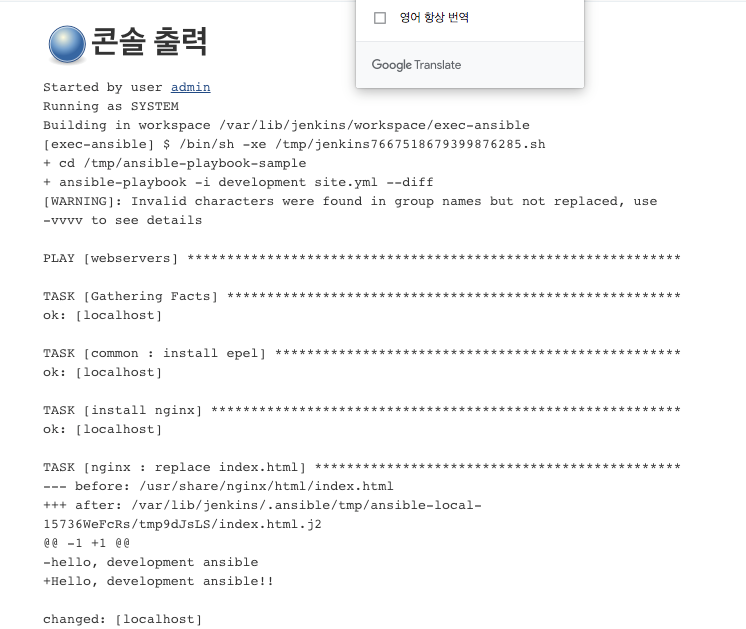 영어 항상 번역
Google Translate
콘솔 출력
Started by user admin
Running as SYSTEM
Building in workspace /var/lib/jenkins/workspace/exec-ansible
[exec-ansible] $ /bin/sh -xe /tmp/jenkins7667518679399876285.sh
+ cd /tmp/ansible-playbook-sample
+ ansible-playbook -i development site.yml --diff
[WARNING]: Invalid characters were found in group names but not replaced, use
-vvvv to see details
PLAY [webservers] **************************************************************
TASK [Gathering Facts] *********************************************************
ok: [localhost]
TASK [common : install epel] ***************************************************
ok: [localhost]
TASK [install nginx] ***********************************************************
ok: [localhost]
TASK [nginx : replace index.html] **********************************************
--- before: /usr/share/nginx/html/index.html
+++ after: /var/lib/jenkins/.ansible/tmp/ansible-local-
15736WeFcRs/tmp9dJsLS/index.html.j2
@@ -1 +1 @@
-hello, development ansible
+Hello, development ansible!!
changed: [localhost]